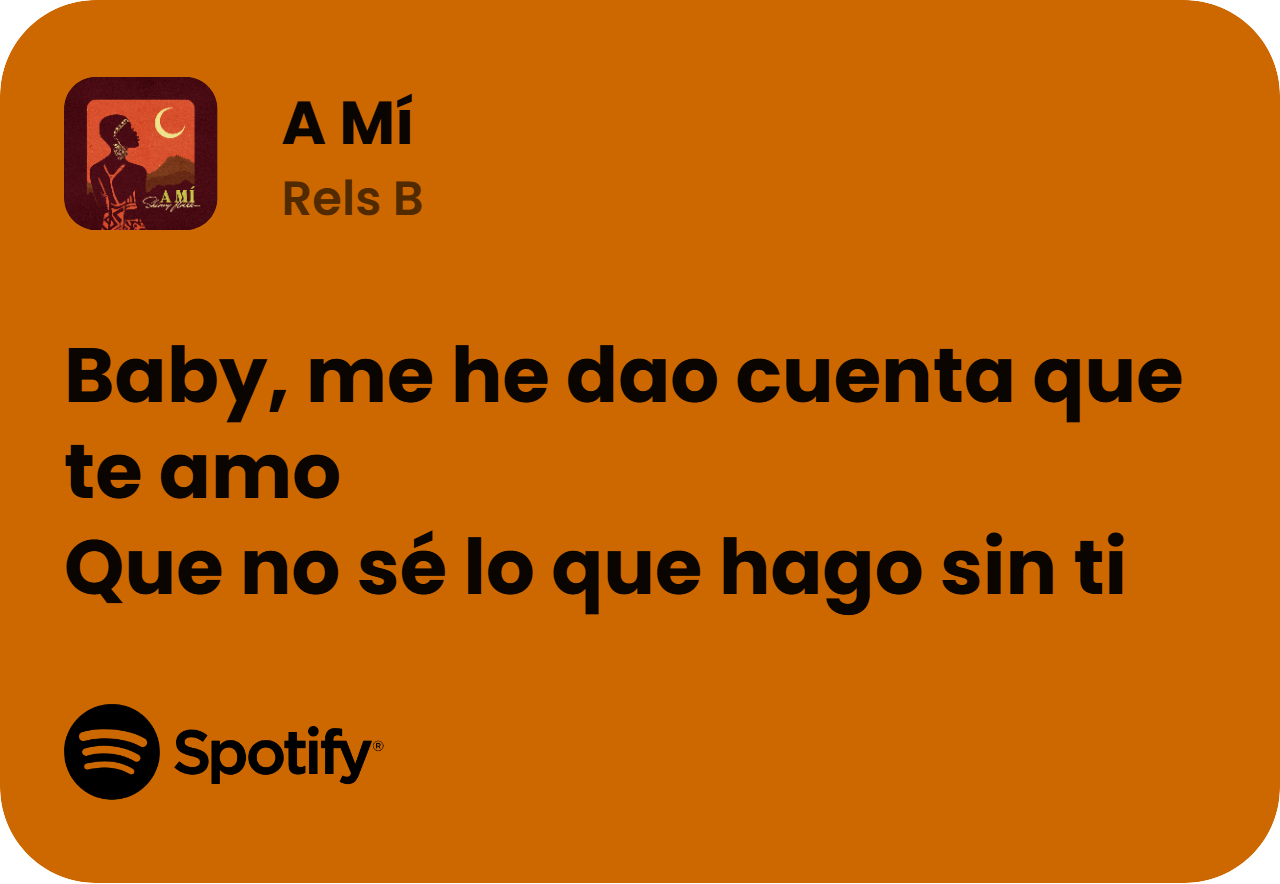 A Mí
Rels B
A MÍ
Baby, me he dao cuenta que
te amo
Que no sé lo que hago sin ti
Spotify®